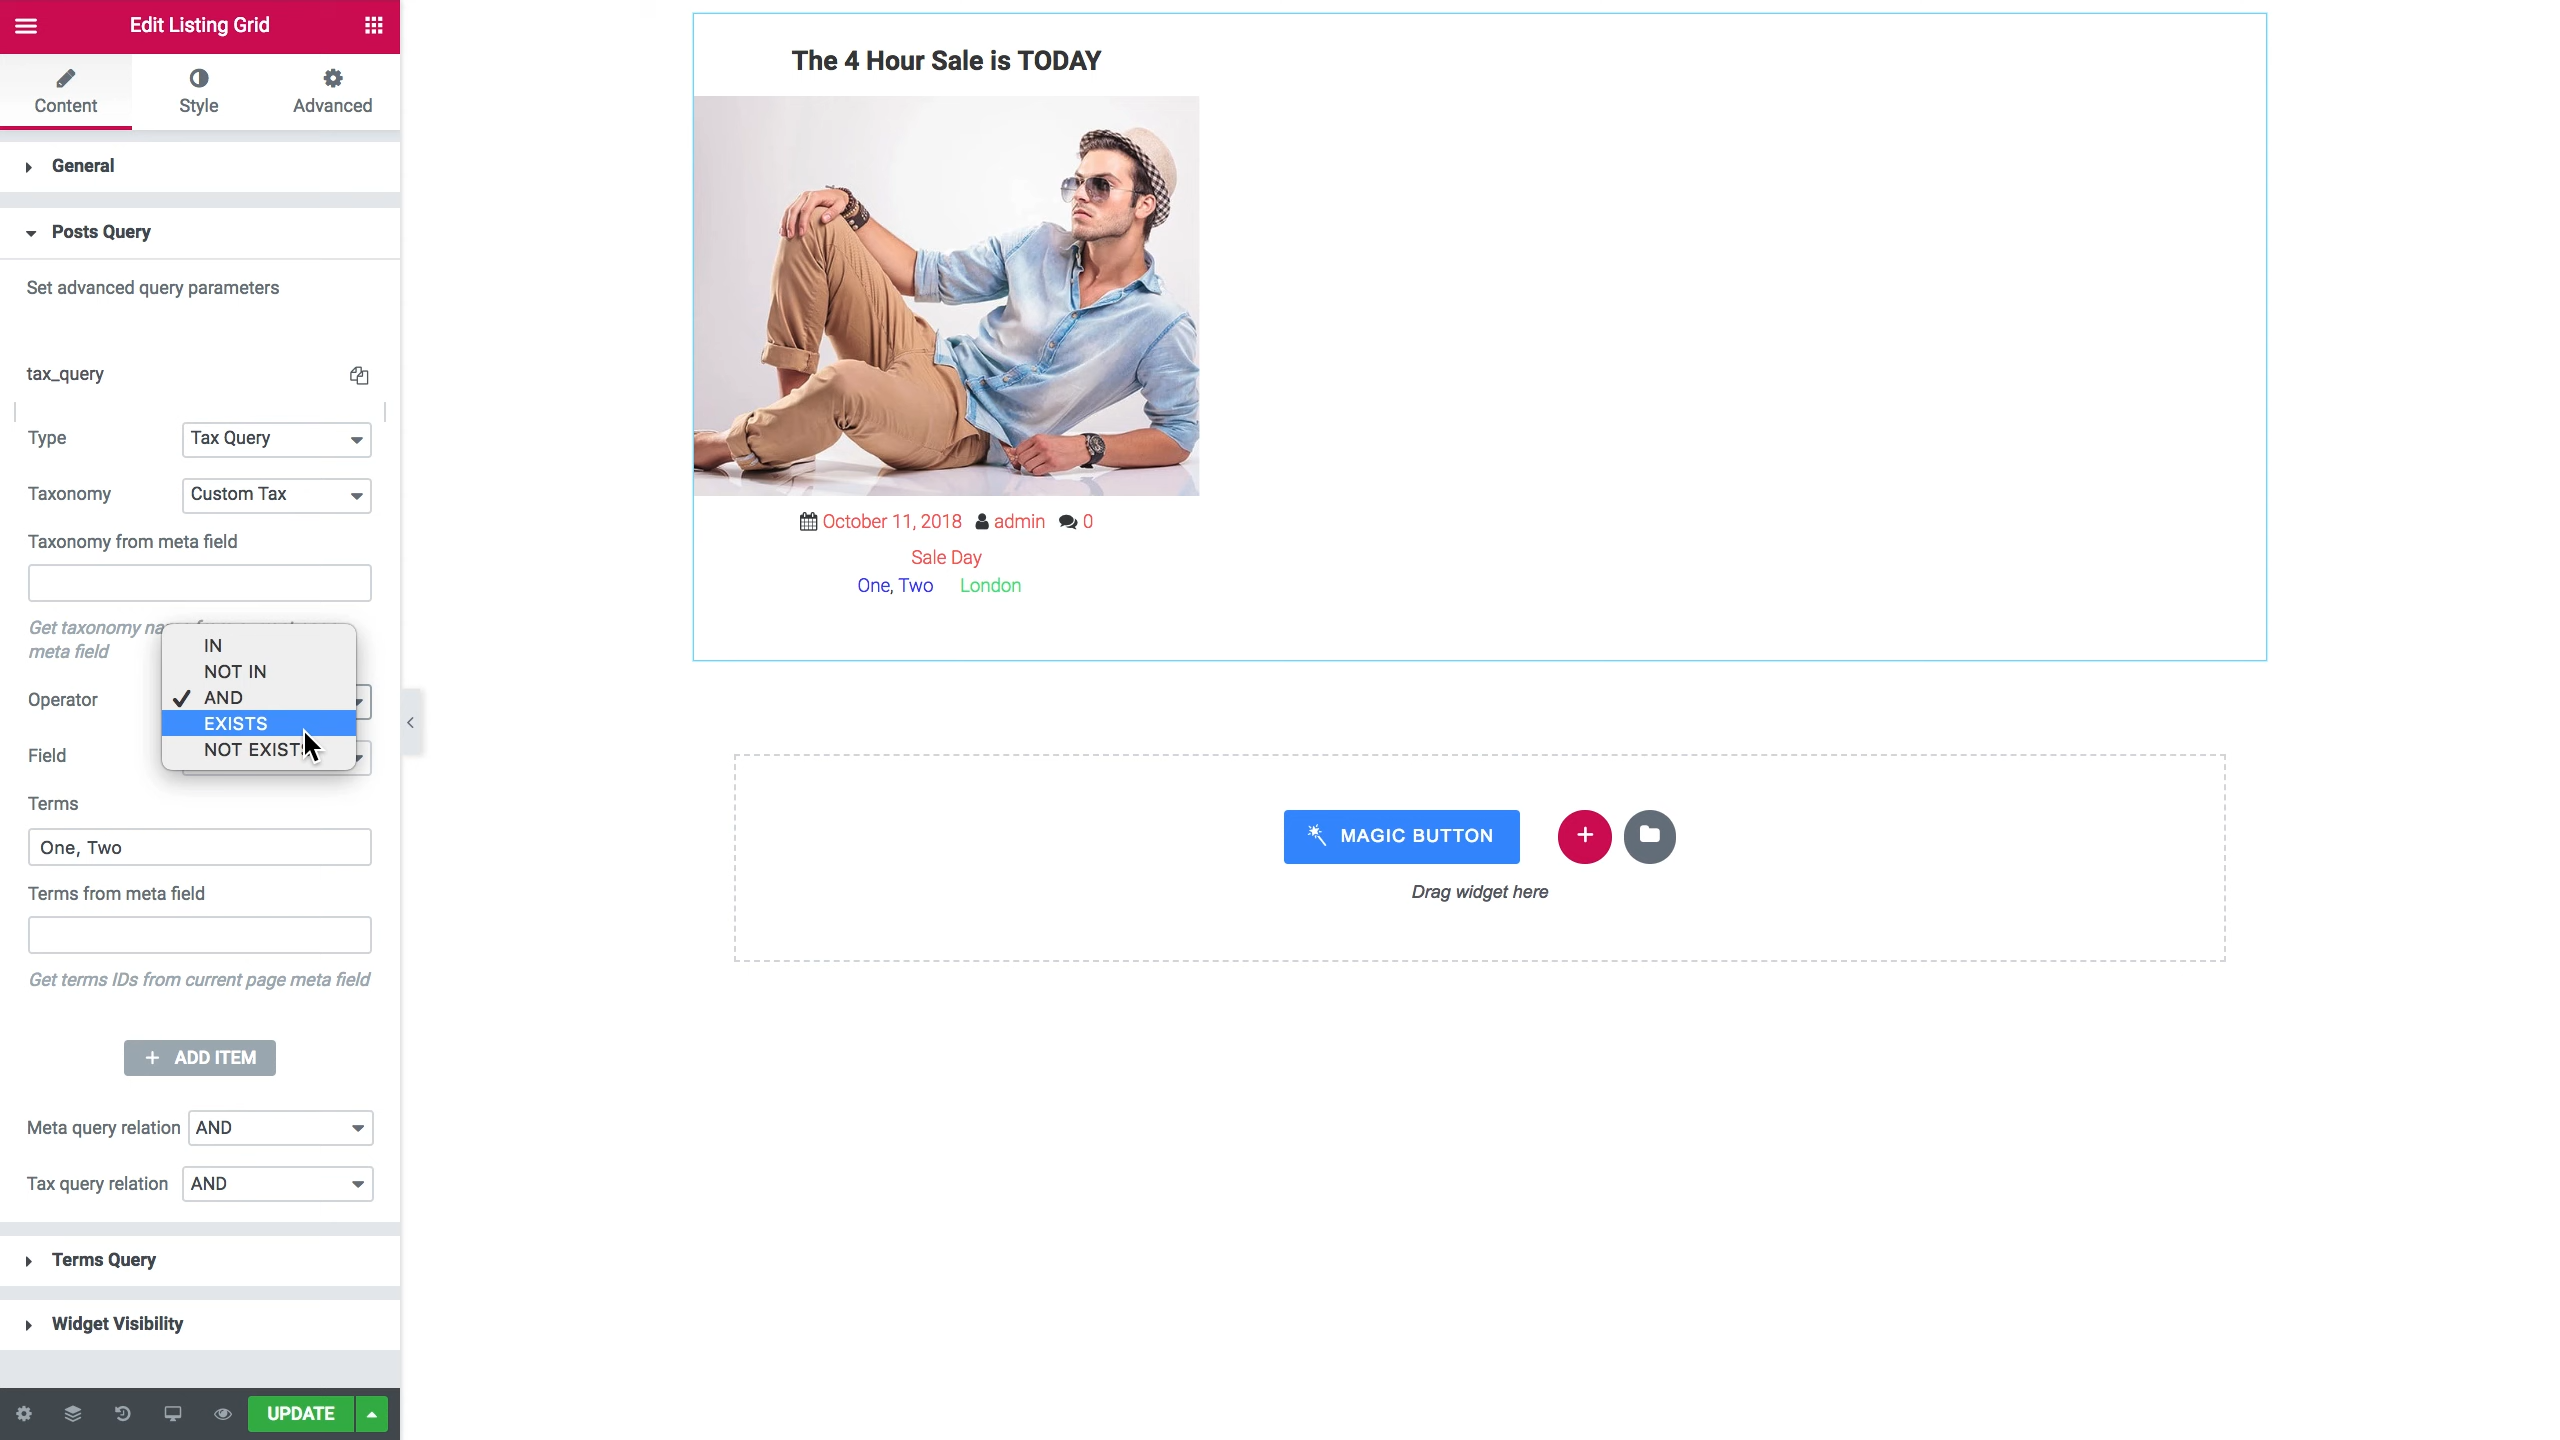 Edit Listing Grid
Content
Style
Advanced
General
Posts Query
Set advanced query parameters
tax_query
Type
Tax Query
Taxonomy
Custom Tax
Taxonomy from meta field
Get taxonomy
meta field
IN
NOT IN
AND
EXISTS
Operator
Field
Terms
One, Two
Terms from meta field
Get terms IDs from current page meta field
+ ADD ITEM
Meta query relation
AND
Tax query relation
AND
Terms Query
Widget Visibility
UPDATE
The 4 Hour Sale is TODAY
October 11, 2018 admin 0
Sale Day
One, Two London
MAGIC BUTTON
Drag widget here